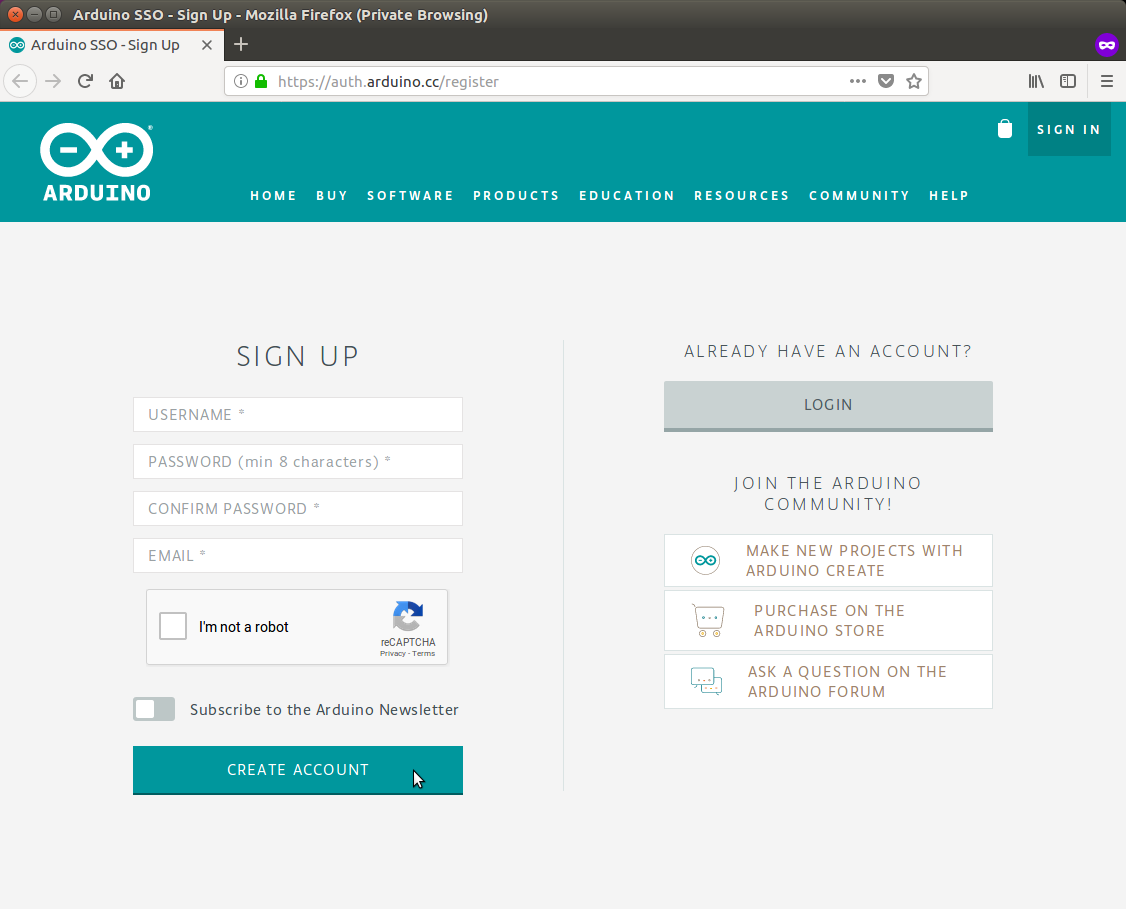 Arduino SSO - Sign Up - Mozilla Firefox (Private Browsing)
Arduino SSO - Sign Up
https://auth.arduino.cc/register
SIGN IN
ARDUINO
HOME BUY SOFTWARE PRODUCTS EDUCATION RESOURCES COMMUNITY HELP
SIGN UP
USERNAME *
PASSWORD (min 8 characters) *
CONFIRM PASSWORD *
EMAIL *
I'm not a robot
reCAPTCHA
Privacy - Terms
Subscribe to the Arduino Newsletter
CREATE ACCOUNT
ALREADY HAVE AN ACCOUNT?
LOGIN
JOIN THE ARDUINO
COMMUNITY!
MAKE NEW PROJECTS WITH
ARDUINO CREATE
PURCHASE ON THE
ARDUINO STORE
ASK A QUESTION ON THE
ARDUINO FORUM